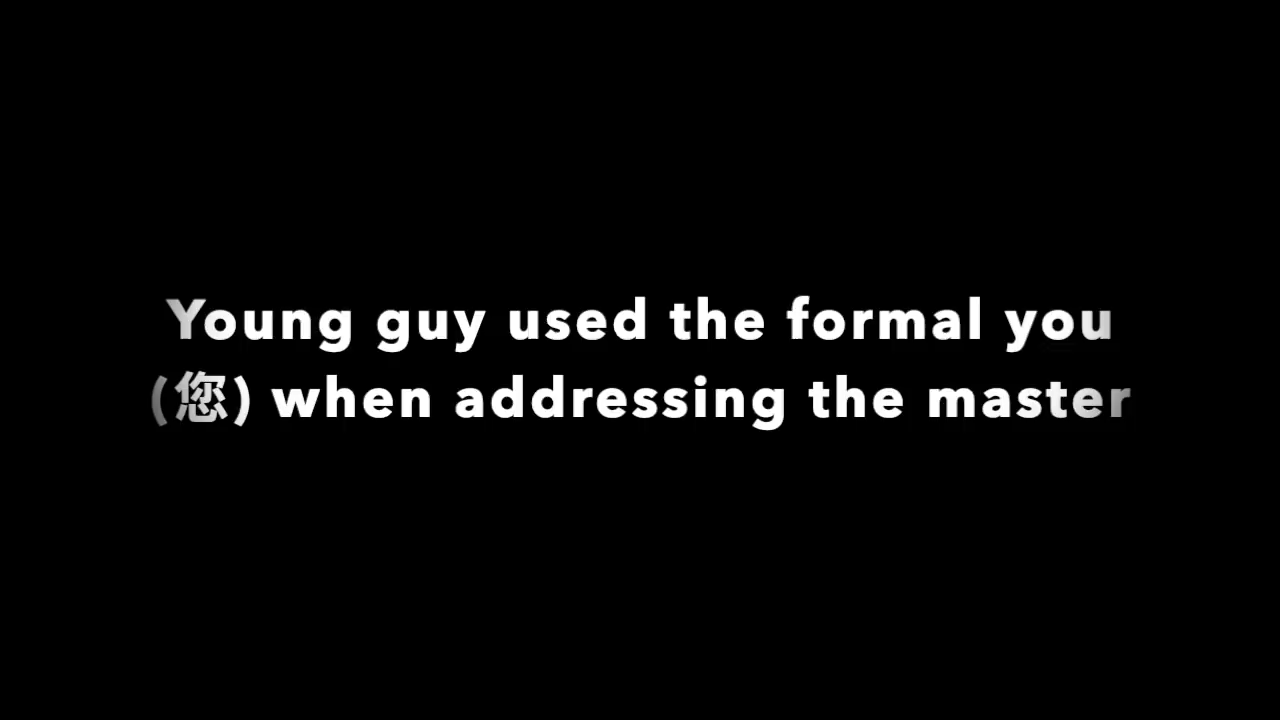 Young guy used the formal you
(您) when addressing the master